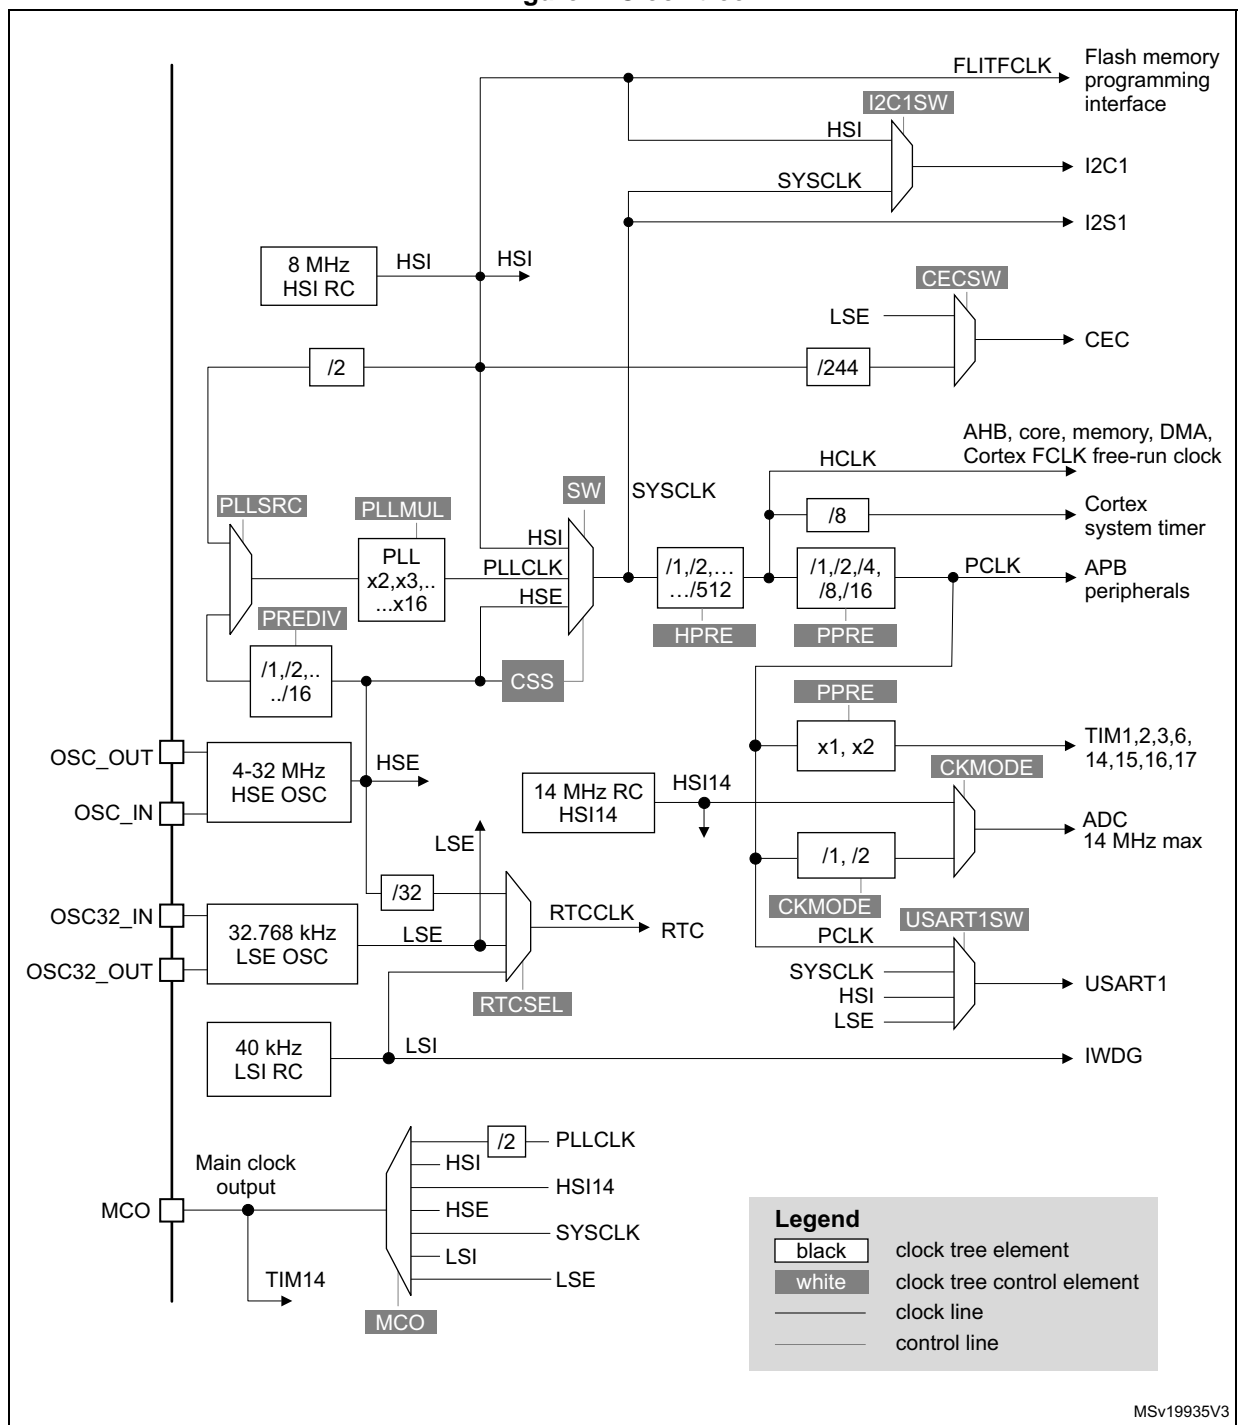 FLITFCLK
Flash memory
programming
interface
I2C1SW
HSI
SYSCLK
I2C1
I2S1
8 MHz
HSI RC
HSI
HSI
CECSW
LSE
CEC
/2
/244
AHB, core, memory, DMA,
Cortex FCLK free-run clock
HCLK
PLLSRC
PLLMUL
SW
SYSCLK
/8
Cortex
system timer
HSI
PLL
x2,x3,..
...x16
PLLCLK
HSE
/1,/2,…
…/512
/1,/2,/4,
/8,/16
PCLK
APB
peripherals
PREDIV
HPRE
PPRE
/1,/2,..
../16
CSS
PPRE
OSC_OUT
OSC_IN
4-32 MHz
HSE OSC
HSE
x1, x2
TIM1,2,3,6,
14,15,16,17
14 MHz RC
HSI14
HSI14
CKMODE
ADC
14 MHz max
LSE
/1, /2
/32
CKMODE
OSC32_IN
OSC32_OUT
32.768 kHz
LSE OSC
LSE
RTCCLK
RTC
RTCSEL
USART1SW
PCLK
SYSCLK
HSI
LSE
USART1
40 kHz
LSI RC
LSI
IWDG
Main clock
output
MCO
TIM14
/2
PLLCLK
HSI
HSI14
HSE
SYSCLK
LSI
LSE
MCO
Legend
black
clock tree element
white
clock tree control element
clock line
control line
MSv19935V3